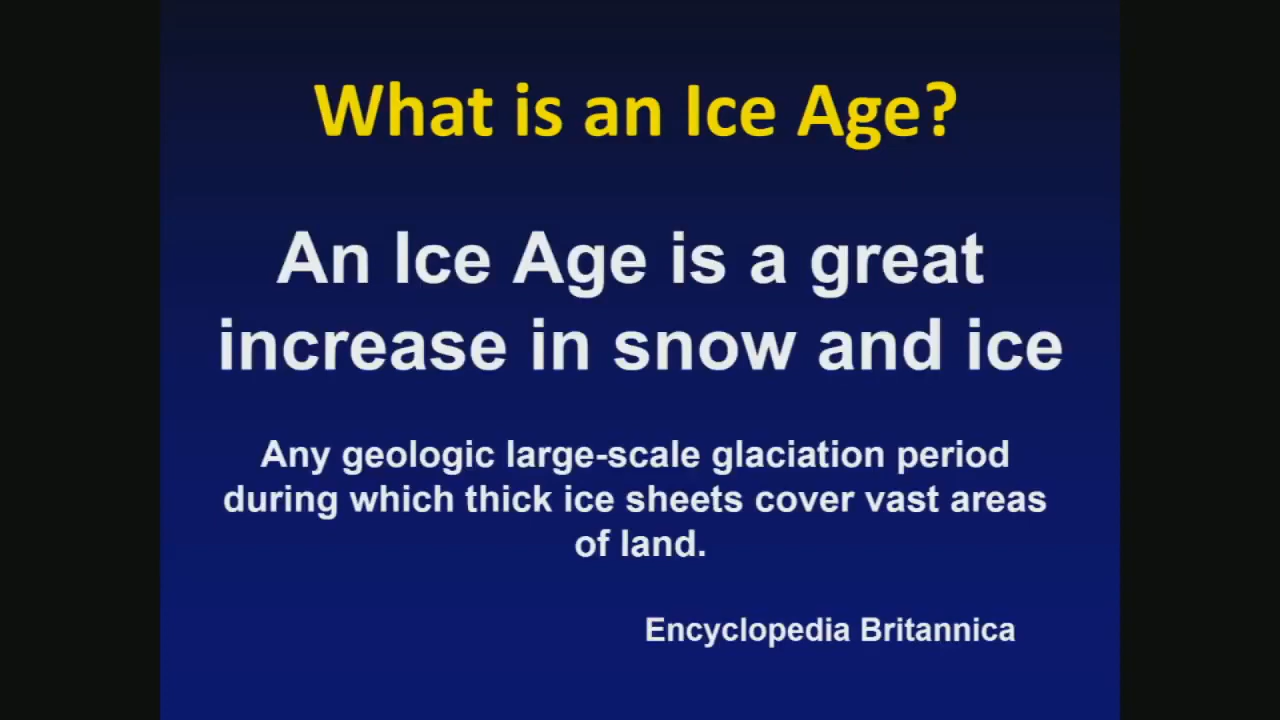 What is an Ice Age?
An Ice Age is a great
increase in snow and ice
Any geologic large-scale glaciation period
during which thick ice sheets cover vast areas
of land.
Encyclopedia Britannica